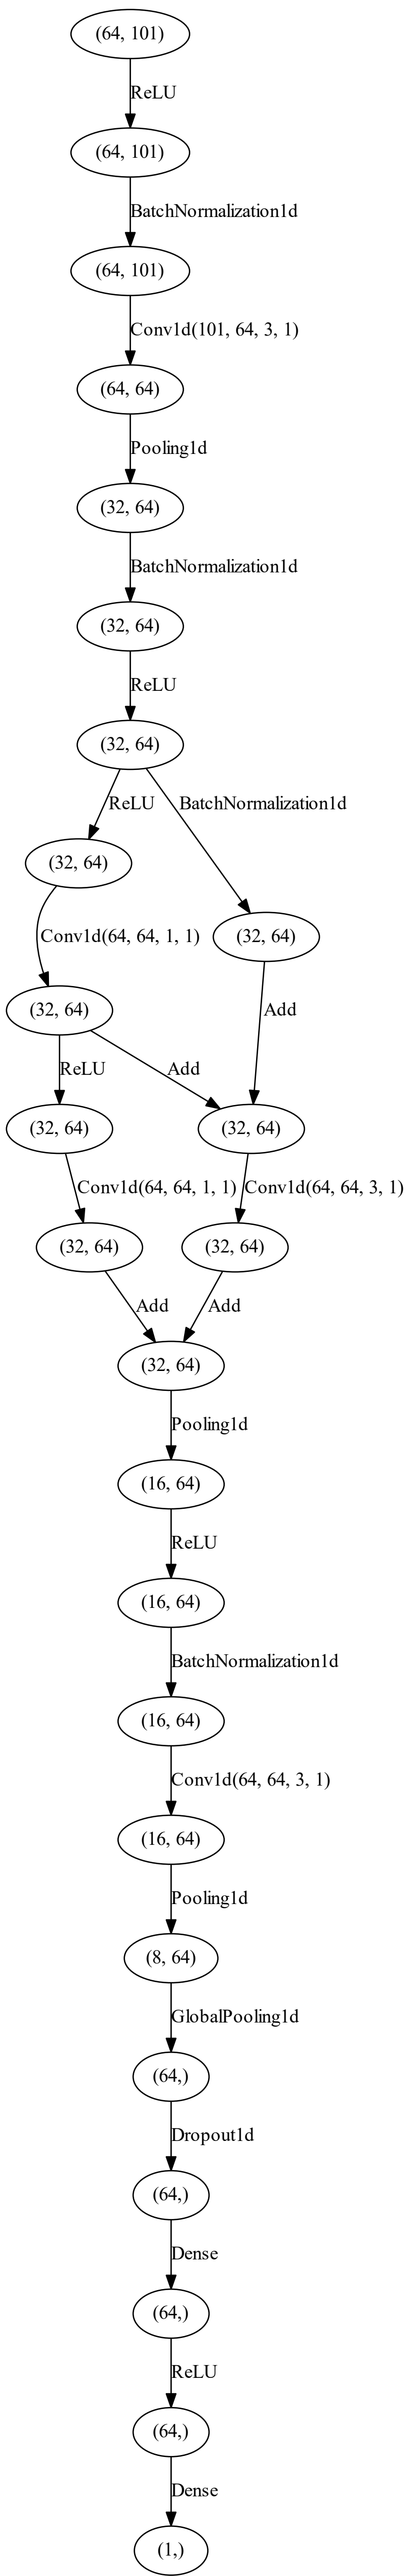 (64, 101)
ReLU
(64, 101)
BatchNormalization1d
(64, 101)
Conv1d(101, 64, 3, 1)
(64, 64)
Pooling1d
(32, 64)
BatchNormalization1d
(32, 64)
ReLU
(32, 64)
ReLU
BatchNormalization1d
(32, 64)
Conv1d(64, 64, 1, 1)
(32, 64)
(32, 64)
Add
ReLU
Add
(32, 64)
(32, 64)
Conv1d(64, 64, 1, 1)
Conv1d(64, 64, 3, 1)
(32, 64)
(32, 64)
Add
Add
(32, 64)
Pooling1d
(16, 64)
ReLU
(16, 64)
BatchNormalization1d
(16, 64)
Conv1d(64, 64, 3, 1)
(16, 64)
Pooling1d
(8, 64)
GlobalPooling1d
(64,)
Dropout1d
(64,)
Dense
(64,)
ReLU
(64,)
Dense
(1,)